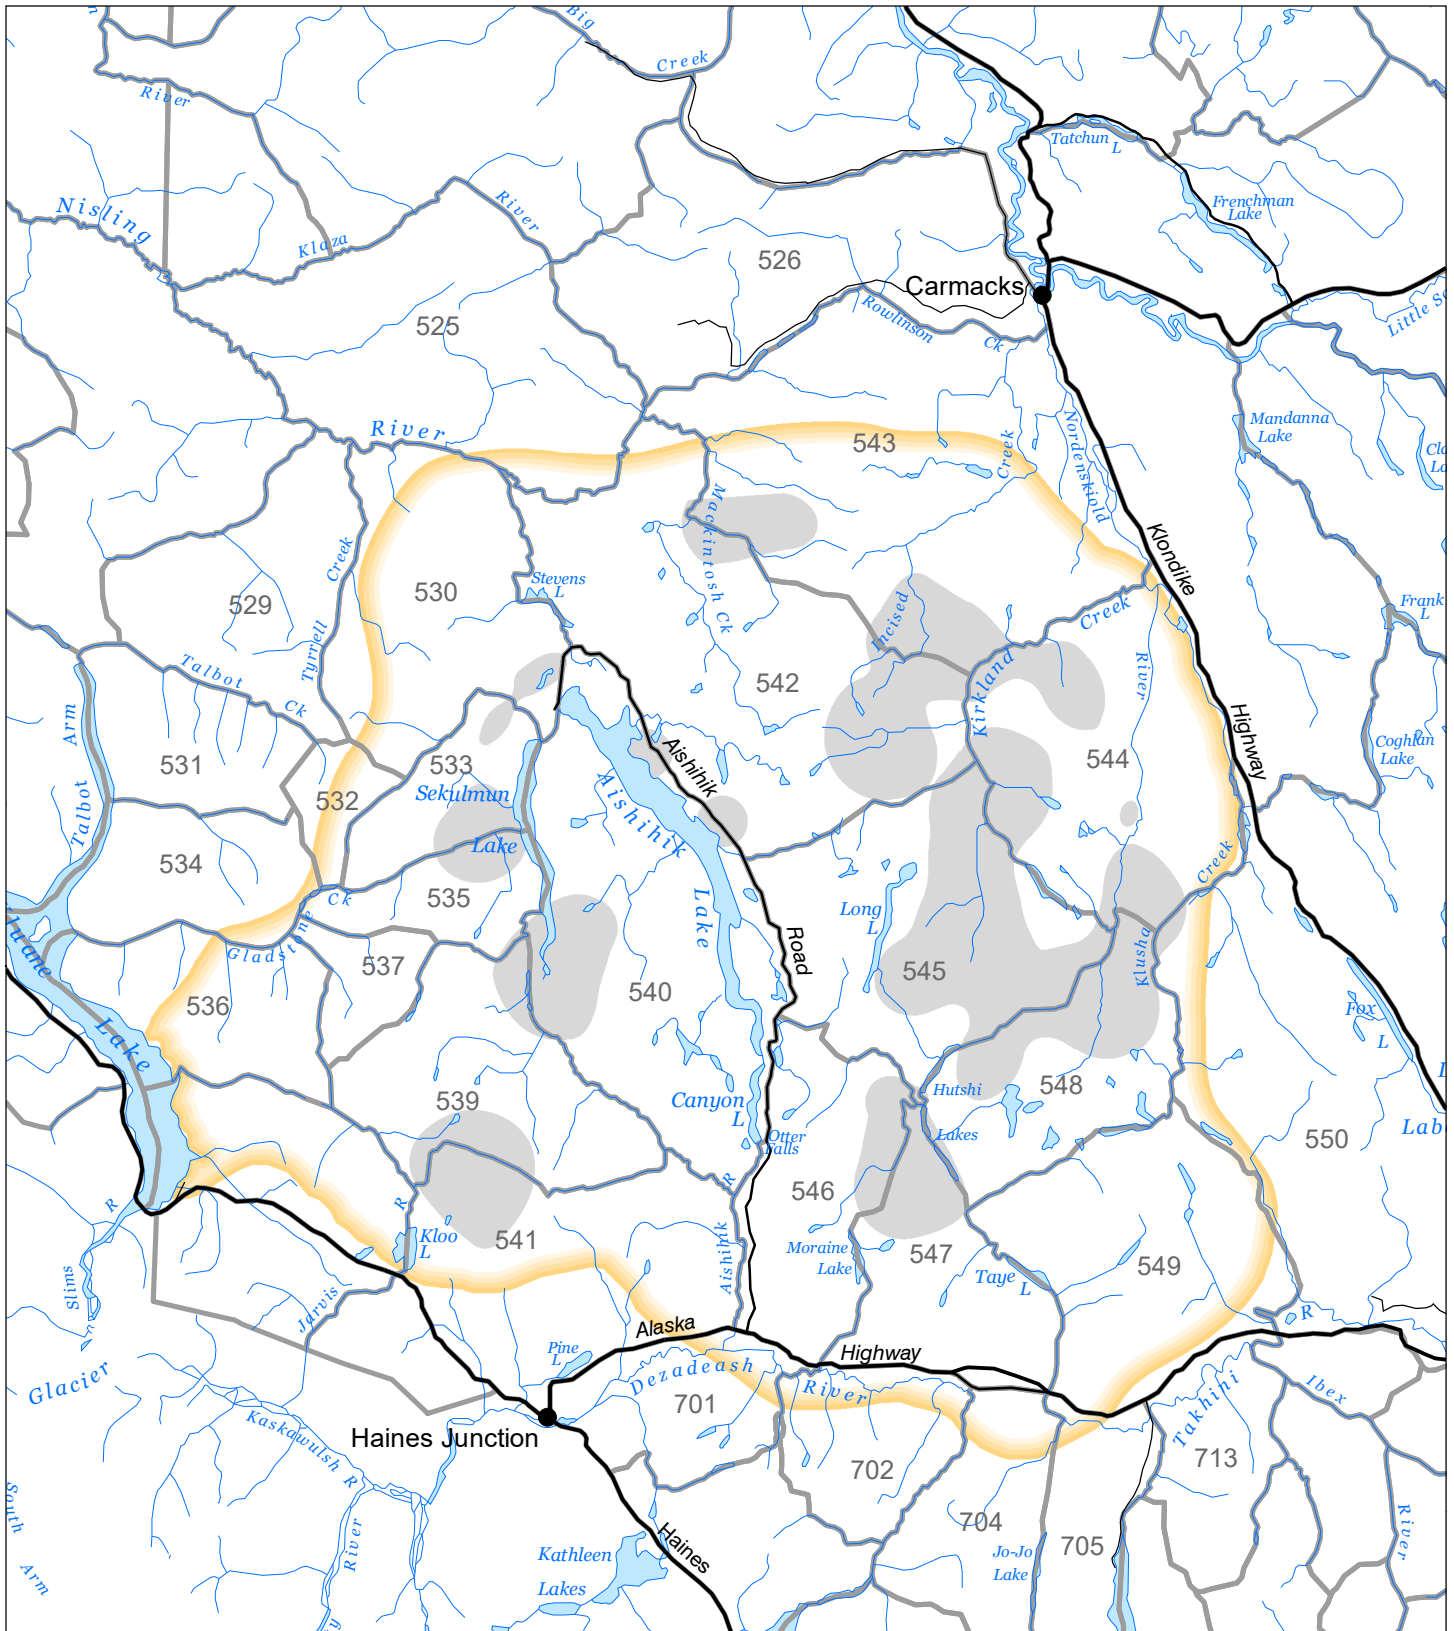 Big
Creek
River
Tatchun
L
Frenchman
Lake
Nisling
Klaza
River
526
Carmacks
Rowlinson
Ck
525
River
543
Mandanna
Lake
Creek
Nordenskiold
Mackintosh Ck
Klondike
Stevens
L
530
529
Creek
Tyrrell
Incised
Creek
Frank
L
Talbot
Ck
542
Kirkland
River
Highway
Arm
Talbot
531
533
532
Sekulmun
Lake
Aishihik
Aishihik
Lake
544
Coghlan
Lake
534
535
Ck
Gladstone
Creek
Long
L
Road
Klusha
537
540
545
536
Lake
Fox
L
539
Canyon
L
Hutshi
Lakes
548
Otter
Falls
550
R
R
R
546
Kloo
L
541
Aishihik
Moraine
Lake
547
Taye
L
549
Slims
Jarvis
Alaska
Highway
R
Pine
L
Dezadeash
River
Glacier
701
Ibex
Takhini
Kaskawulsh R
Haines Junction
702
713
South
Arm
River
704
705
Jo-Jo
Lake
River
Kathleen
Lakes
Haines